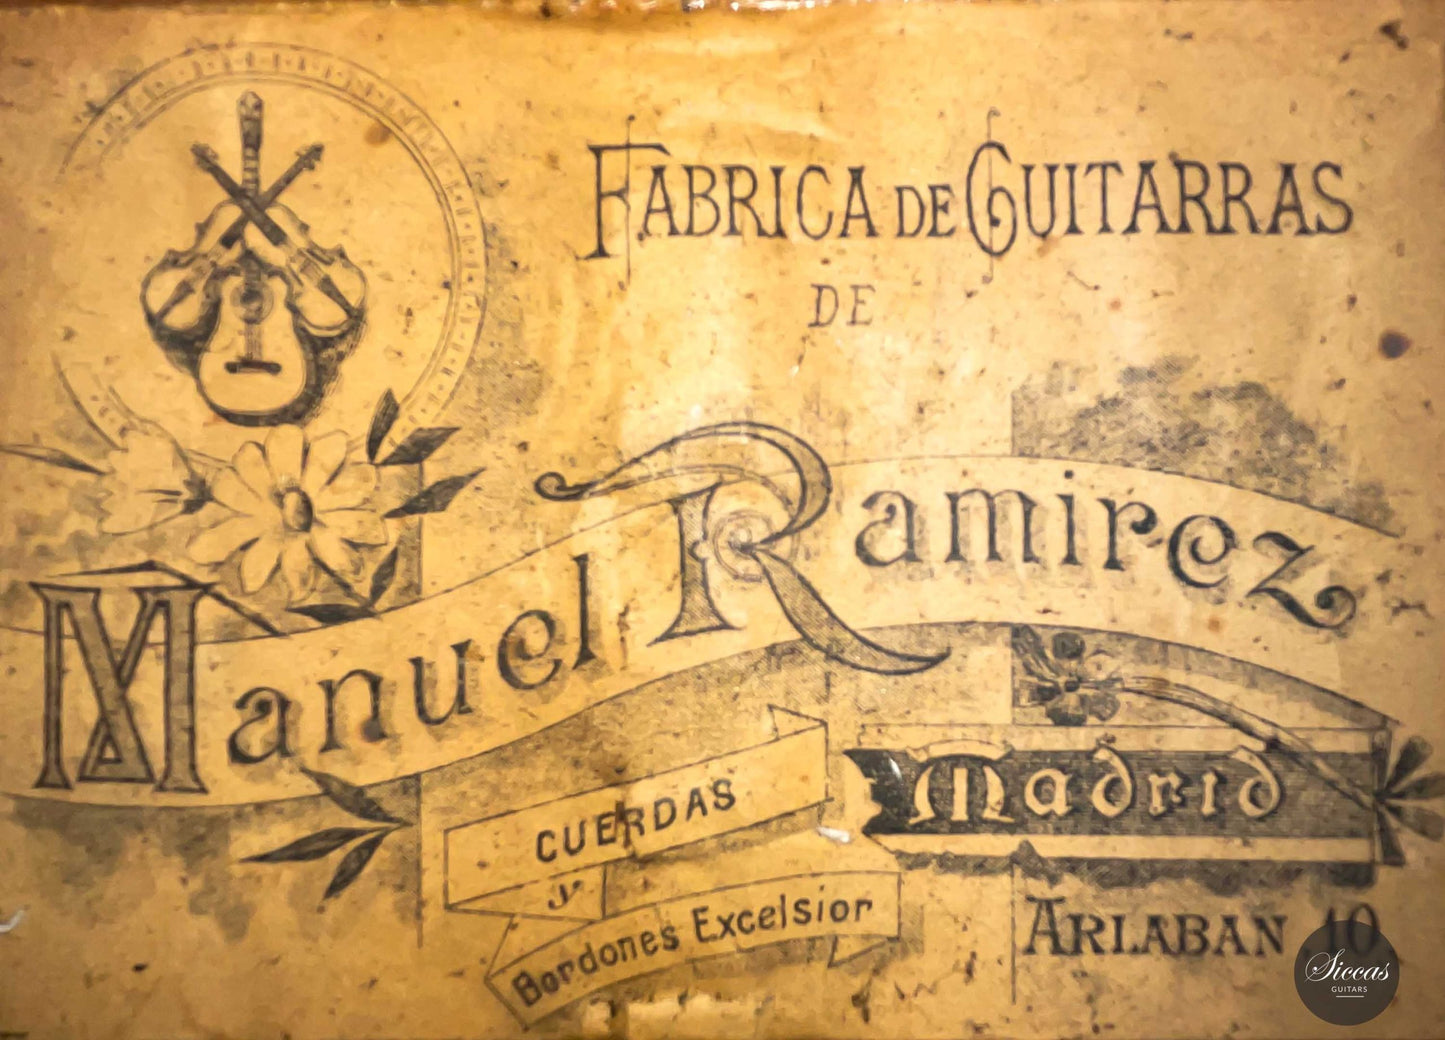 FABRICA DE GUITARRAS
DE
Manuel Ramirez
CUERDAS
y
Bordones Excelsior
Madrid
ARLABAN 10
Siccas
GUITARS